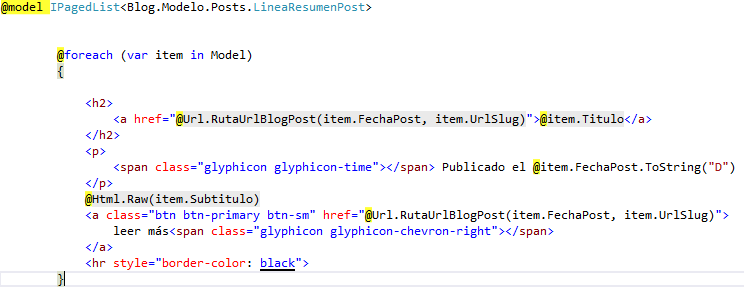 @model IPagedList<Blog.Modelo.Posts.LineaResumenPost>
@foreach (var item in Model)
{
<h2>
<a href="@Url.RutaUrlBlogPost(item.FechaPost, item.UrlSlug)">@item.Titulo</a>
</h2>
<p>
<span class="glyphicon glyphicon-time"></span> Publicado el @item.FechaPost.ToString("D")
</p>
@Html.Raw(item.Subtitulo)
<a class="btn btn-primary btn-sm" href="@Url.RutaUrlBlogPost(item.FechaPost, item.UrlSlug)">
leer más<span class="glyphicon glyphicon-chevron-right"></span>
</a>
<hr style="border-color: black">
}